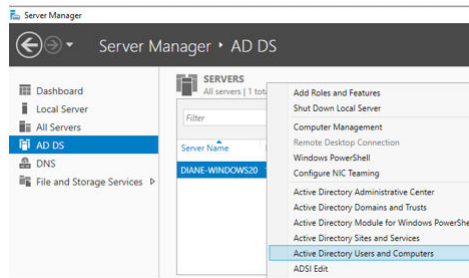 Server Manager
Server Manager • AD DS
Dashboard
Local Server
All Servers
AD DS
DNS
File and Storage Services
SERVERS
All servers | 1 tot
Filter
Server Name
DIANE-WINDOWS20
Add Roles and Features
Shut Down Local Server
Computer Management
Remote Desktop Connection
Windows PowerShell
Configure NIC Teaming
Active Directory Administrative Center
Active Directory Domains and Trusts
Active Directory Module for Windows PowerShe
Active Directory Sites and Services
Active Directory Users and Computers
ADSI Edit